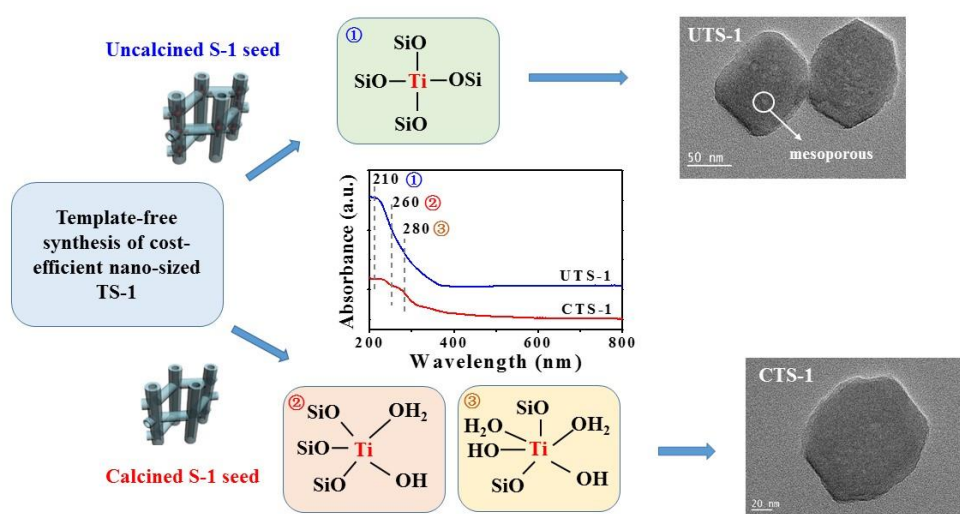 Uncalcined S-1 seed
①
SiO
SiO
Ti
OSi
SiO
UTS-1
50 nm
mesoporous
Template-free
synthesis of cost-
efficient nano-sized
TS-1
Absorbance (a.u.)
210 ①
260 ②
280 ③
UTS-1
CTS-1
200 400 600 800
Wavelength (nm)
Calcined S-1 seed
②
SiO
OH₂
SiO
Ti
SiO
OH
③
SiO
H₂O
OH₂
HO
Ti
SiO
OH
CTS-1
20 nm